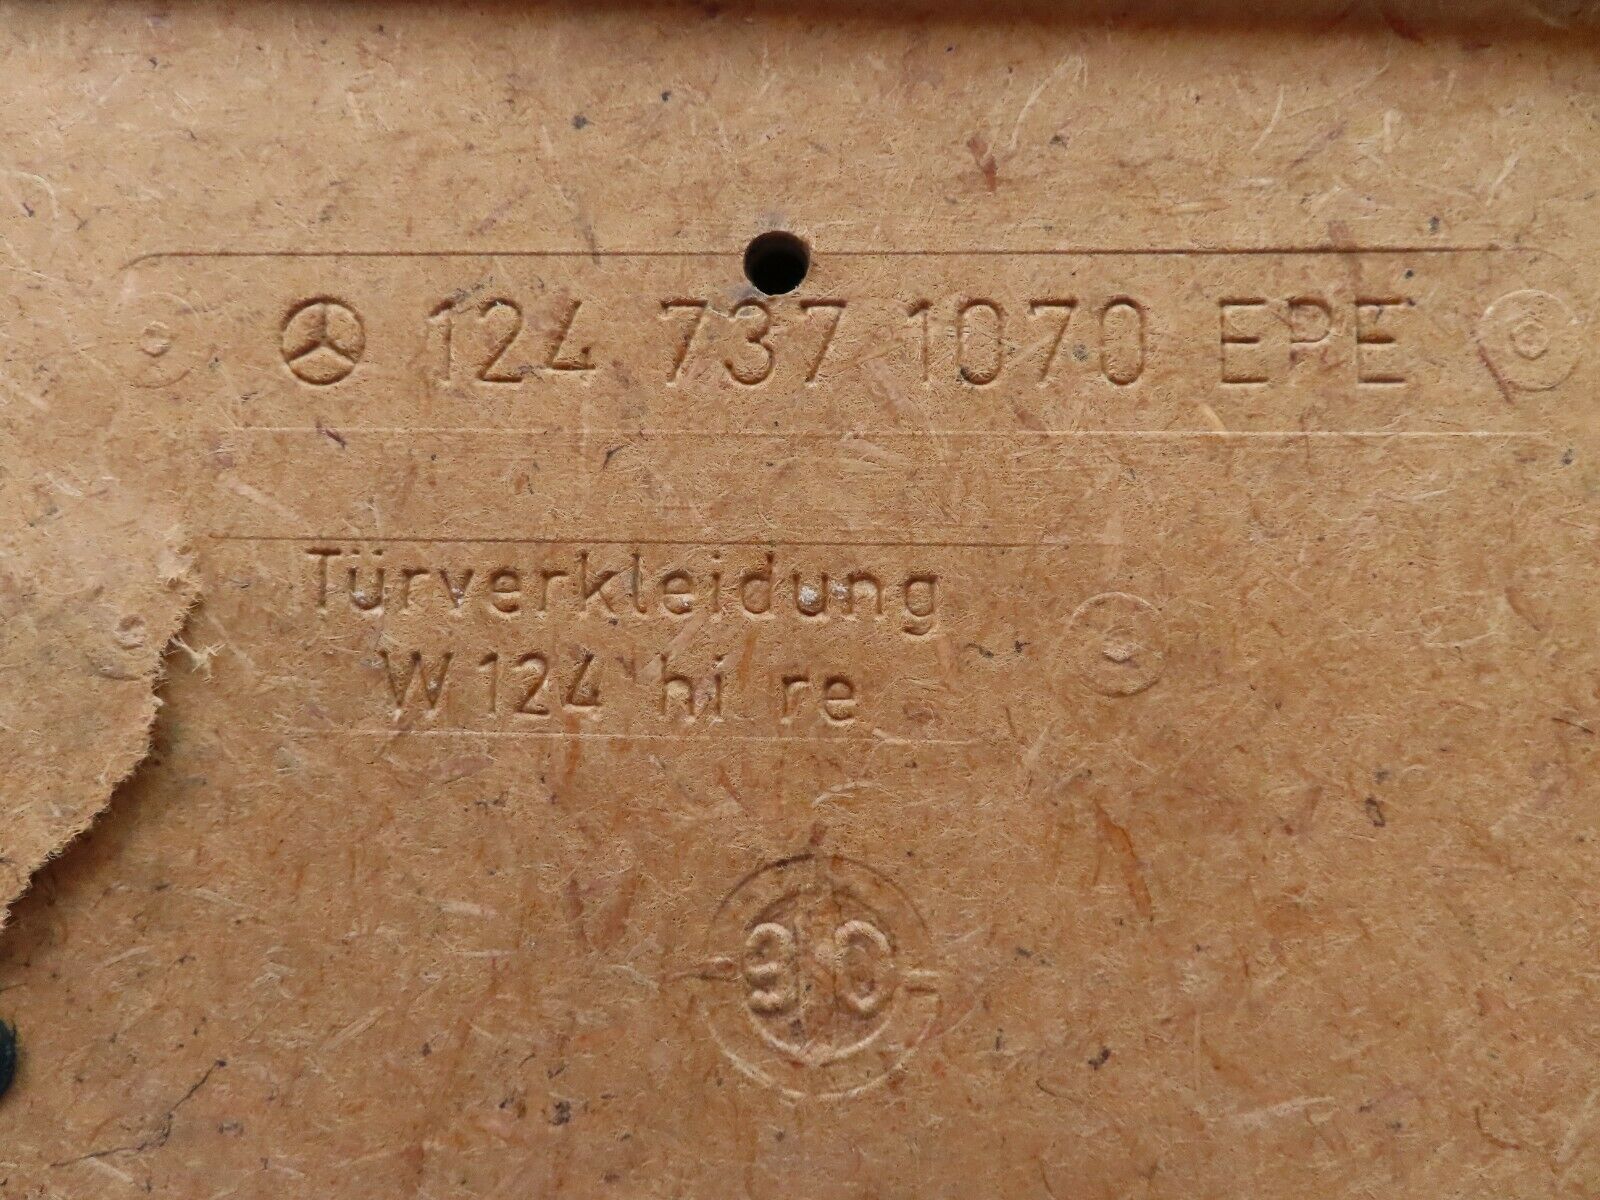 124 737 1070 EPE
Türverkleidung
W 124 hi re